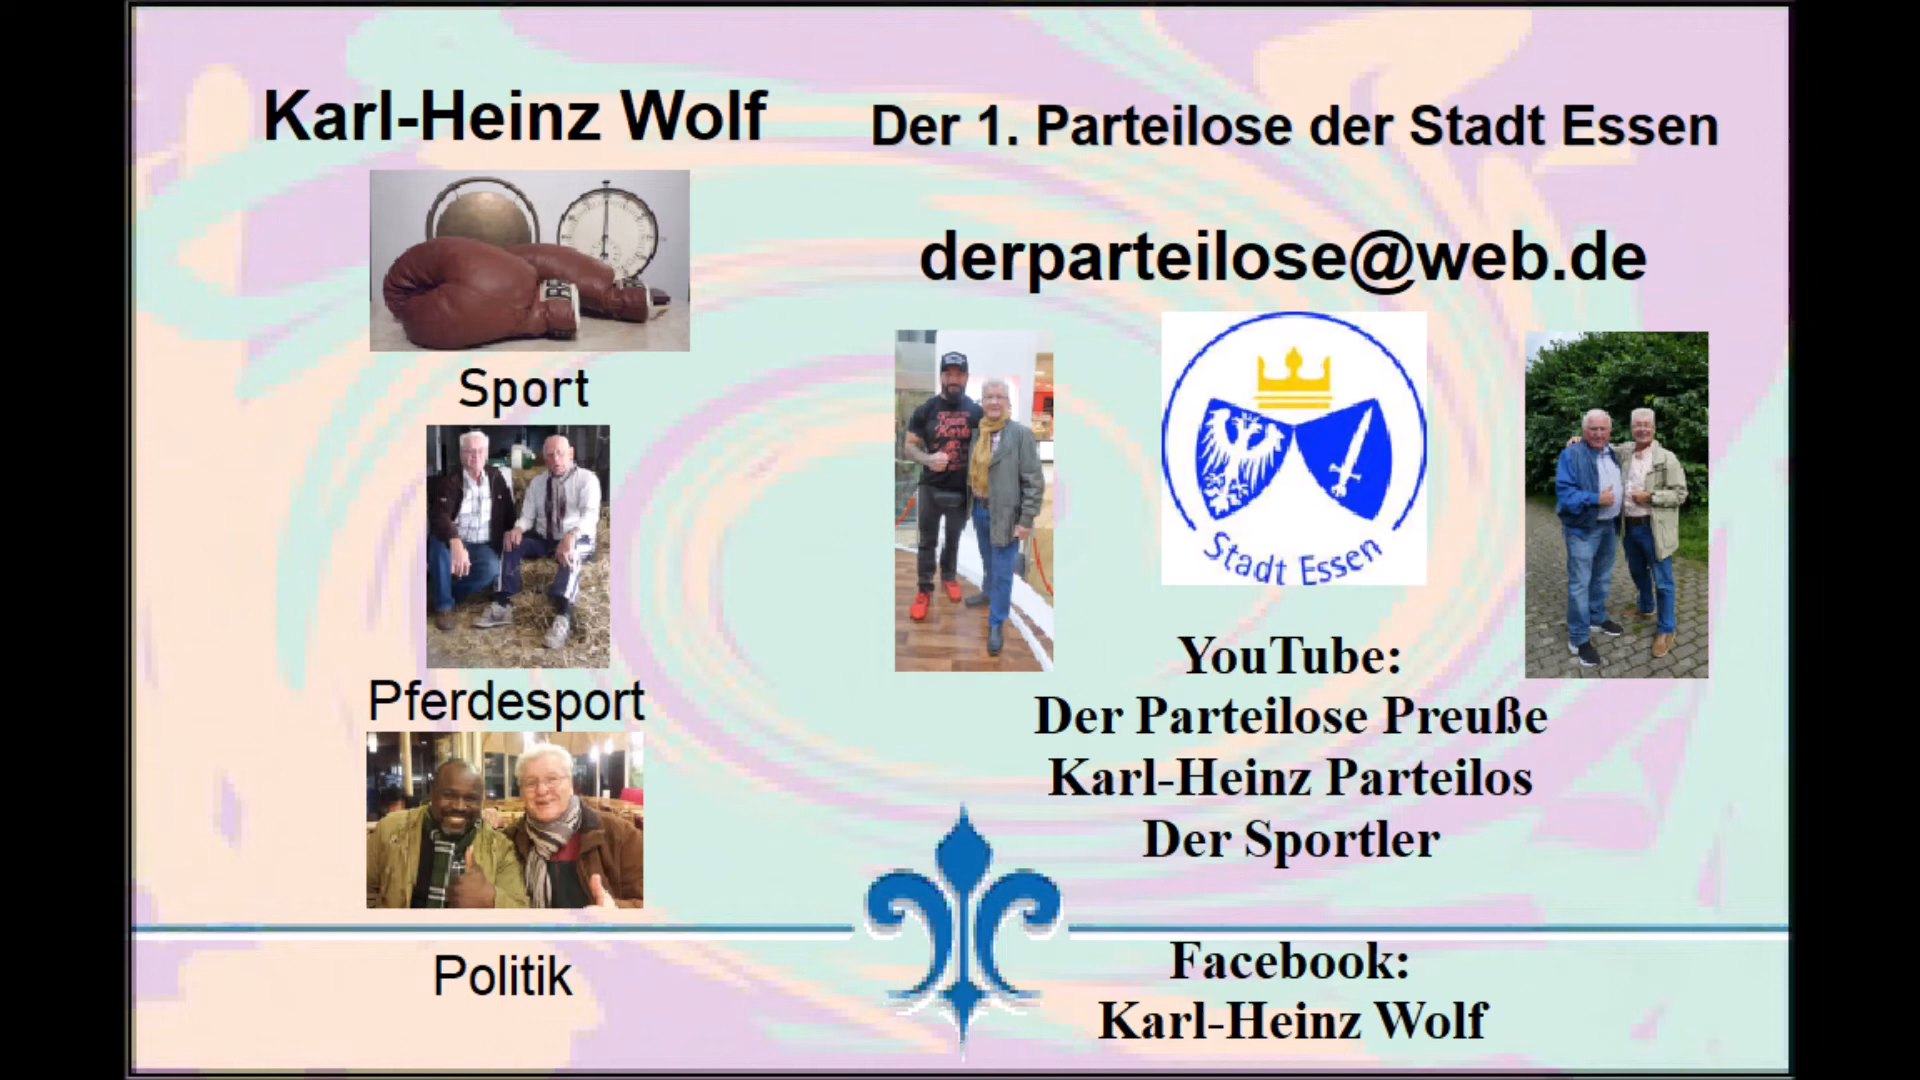 Karl-Heinz Wolf
Der 1. Parteilose der Stadt Essen
derparteilose@web.de
Sport
Pferdesport
Politik
Stadt Essen
YouTube:
Der Parteilose Preuße
Karl-Heinz Parteilos
Der Sportler
Facebook:
Karl-Heinz Wolf